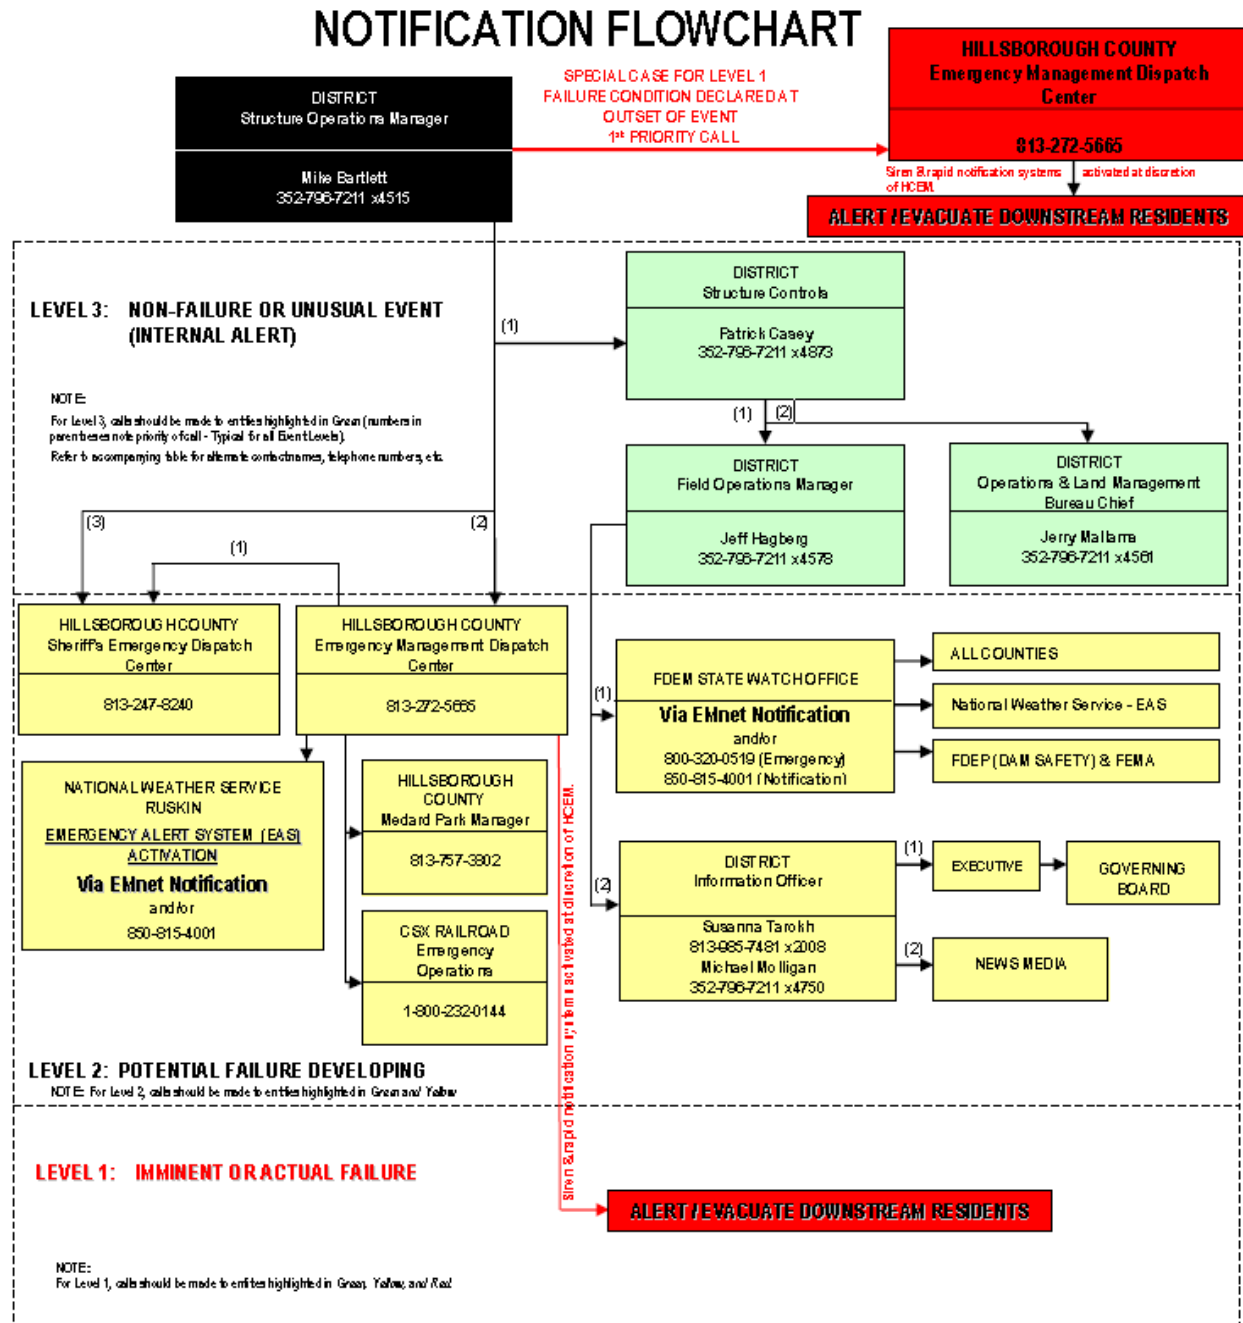 NOTIFICATION FLOWCHART
HILLSBOROUGH COUNTY
Emergency Management Dispatch
Center
813-272-5665
SPECIAL CASE FOR LEVEL 1
FAILURE CONDITION DECLARED AT
OUTSET OF EVENT
1st PRIORITY CALL
DISTRICT
Structure Operations Manager
Mike Bartlett
352-796-7211 x4515
Siren & rapid notification systems activated at discretion
of HCEM.
ALERT / EVACUATE DOWNSTREAM RESIDENTS
LEVEL 3: NON-FAILURE OR UNUSUAL EVENT
(INTERNAL ALERT)
(1)
DISTRICT
Structure Controls
Patrick Casey
352-796-7211 x4873
NOTE:
For Level 3, calls should be made to entities highlighted in Green (numbers in
parentheses note priority of call - Typical for all Event Levels).
Refer to accompanying table for alternate contact names, telephone numbers, etc.
(1)
(2)
DISTRICT
Field Operations Manager
Jeff Hagberg
352-796-7211 x4578
DISTRICT
Operations & Land Management
Bureau Chief
Jerry Mallams
352-796-7211 x4561
(3)
(2)
(1)
HILLSBOROUGH COUNTY
Sheriff's Emergency Dispatch
Center
813-247-8240
HILLSBOROUGH COUNTY
Emergency Management Dispatch
Center
813-272-5665
(1)
FDEM STATE WATCH OFFICE
Via EMnet Notification
and/or
800-320-0519 (Emergency)
850-815-4001 (Notification)
ALL COUNTIES
National Weather Service - EAS
FDEP (DAM SAFETY) & FEMA
NATIONAL WEATHER SERVICE
RUSKIN
EMERGENCY ALERT SYSTEM (EAS)
ACTIVATION
Via EMnet Notification
and/or
850-815-4001
HILLSBOROUGH
COUNTY
Medard Park Manager
813-757-3802
CSX RAILROAD
Emergency
Operations
1-800-232-0144
Siren & rapid notification systems activated at discretion of HCEM.
(2)
DISTRICT
Information Officer
Susanna Tarokh
813-985-7481 x2008
Michael Molligan
352-796-7211 x4750
(1)
EXECUTIVE
GOVERNING
BOARD
(2)
NEWS MEDIA
LEVEL 2: POTENTIAL FAILURE DEVELOPING
NOTE: For Level 2, calls should be made to entities highlighted in Green and Yellow
LEVEL 1: IMMINENT OR ACTUAL FAILURE
ALERT / EVACUATE DOWNSTREAM RESIDENTS
NOTE:
For Level 1, calls should be made to entities highlighted in Green, Yellow, and Red